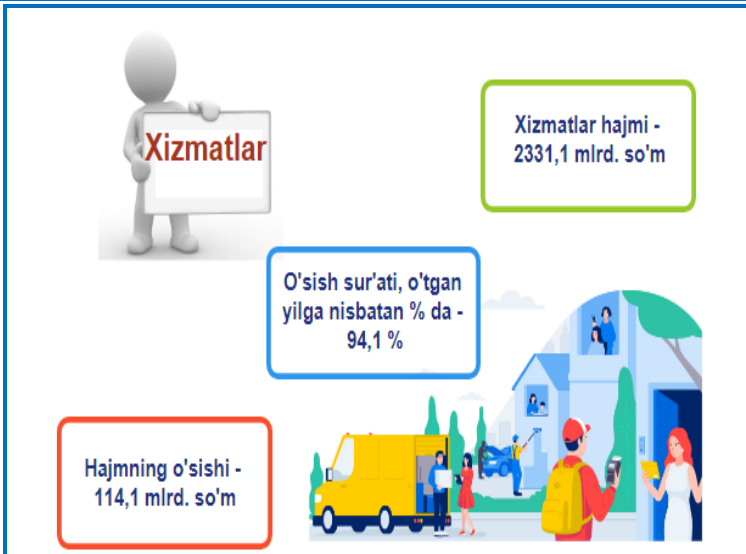 Xizmatlar
Xizmatlar hajmi -
2331,1 mlrd. so'm
O'sish sur'ati, o'tgan
yilga nisbatan % da -
94,1 %
Hajmning o'sishi -
114,1 mlrd. so'm